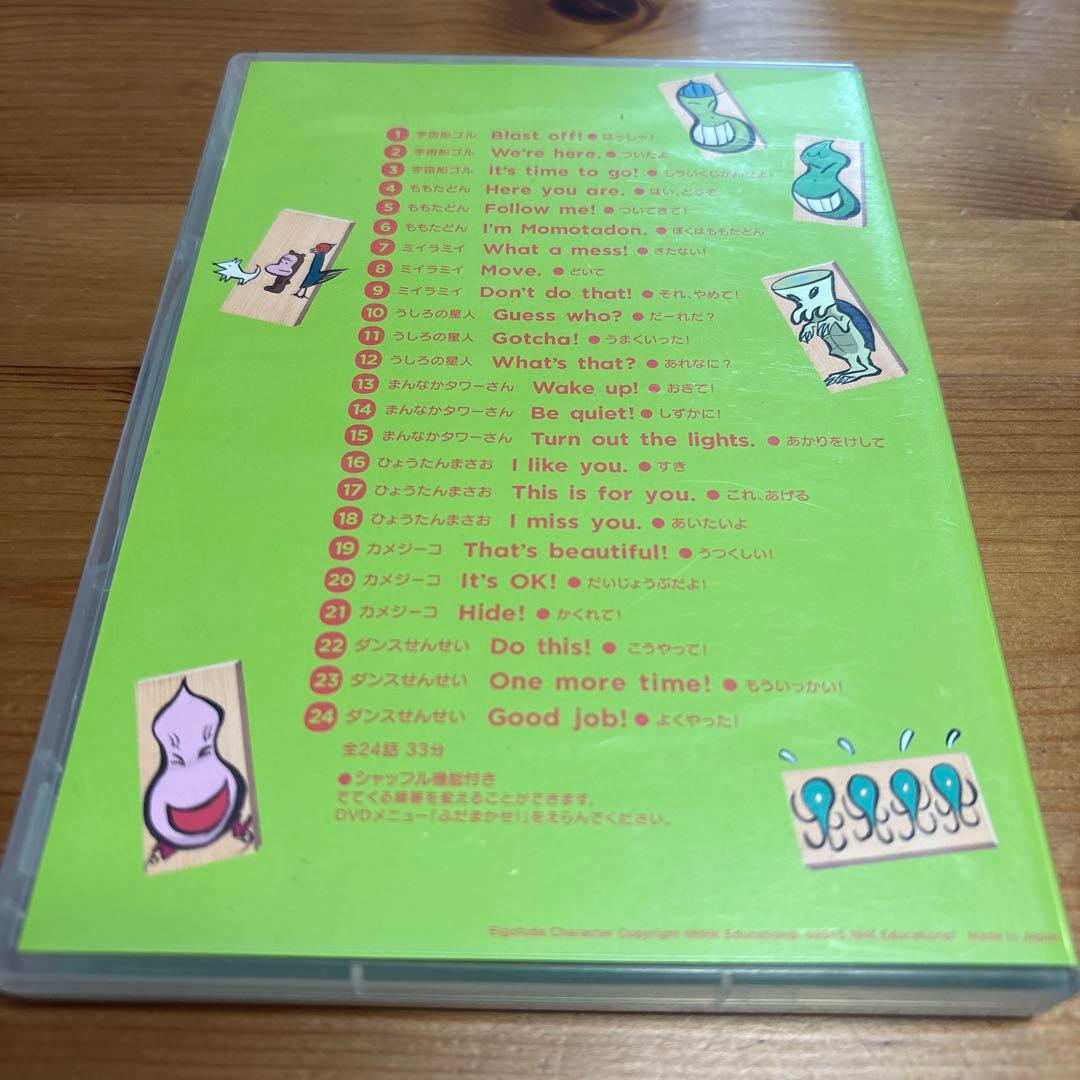 1 宇宙船ゴル Blast off! ● はっしゃ!
2 宇宙船ゴル We're here. ● ついたよ
3 宇宙船ゴル It's time to go! ● もういくじかんだよ!
4 ももたどん Here you are. ● はい、どうぞ
5 ももたどん Follow me! ● ついてきて!
6 ももたどん I'm Momotadon. ● ぼくはももたどん
7 ミイラミイ What a mess! ● きたない!
8 ミイラミイ Move. ● どいて
9 ミイラミイ Don't do that! ● それ、やめて!
10 うしろの星人 Guess who? ● だーれだ?
11 うしろの星人 Gotcha! ● うまくいった!
12 うしろの星人 What's that? ● あれなに?
13 まんなかタワーさん Wake up! ● おきて!
14 まんなかタワーさん Be quiet! ● しずかに!
15 まんなかタワーさん Turn out the lights. ● あかりをけして
16 ひょうたんまさお I like you. ● すき
17 ひょうたんまさお This is for you. ● これ、あげる
18 ひょうたんまさお I miss you. ● あいたいよ
19 カメジーコ That's beautiful! ● うつくしい!
20 カメジーコ It's OK! ● だいじょうぶだよ!
21 カメジーコ Hide! ● かくれて!
22 ダンスせんせい Do this! ● こうやって!
23 ダンスせんせい One more time! ● もういっかい!
24 ダンスせんせい Good job! ● よくやった!
全24話 33分
●シャッフル機能付き
でてくる順番を変えることができます。
DVDメニュー「ふだまかせ!」をえらんでください。
Eigofuda Character Copyright ©NHK Educational Educational Made in Japan